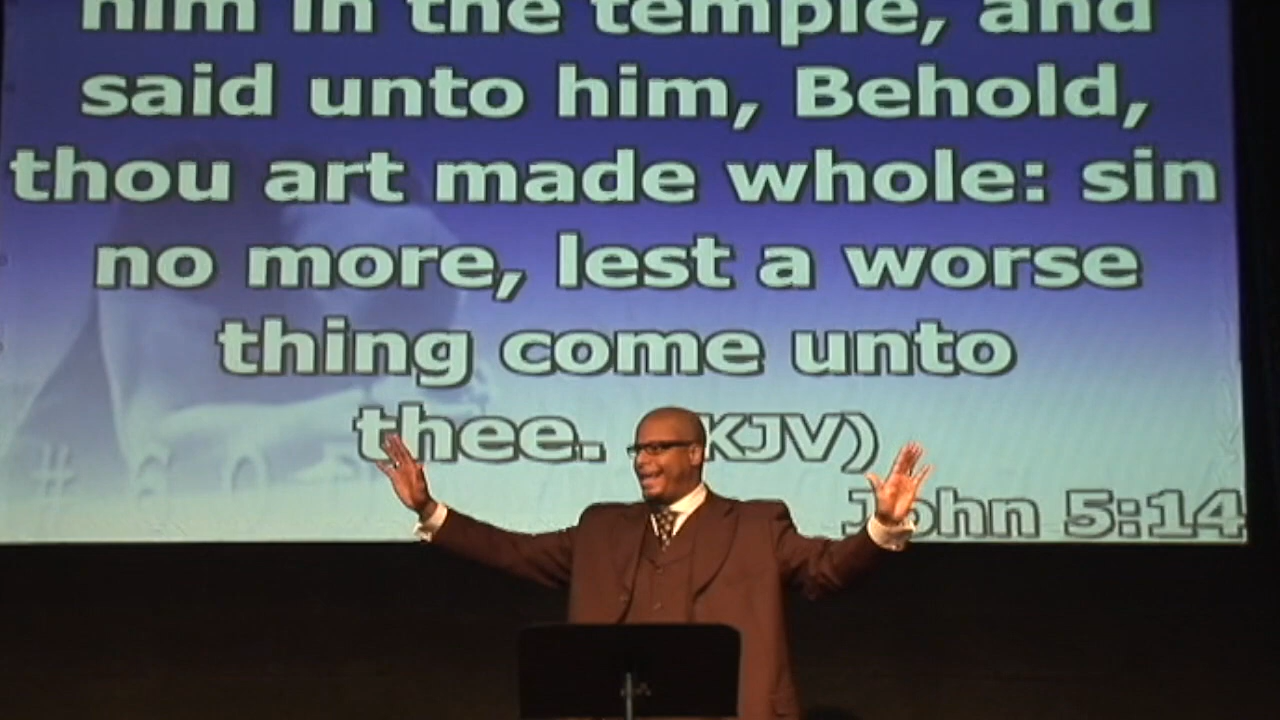 him in the temple, and
said unto him, Behold,
thou art made whole: sin
no more, lest a worse
thing come unto
thee. KJV)
John 5:14